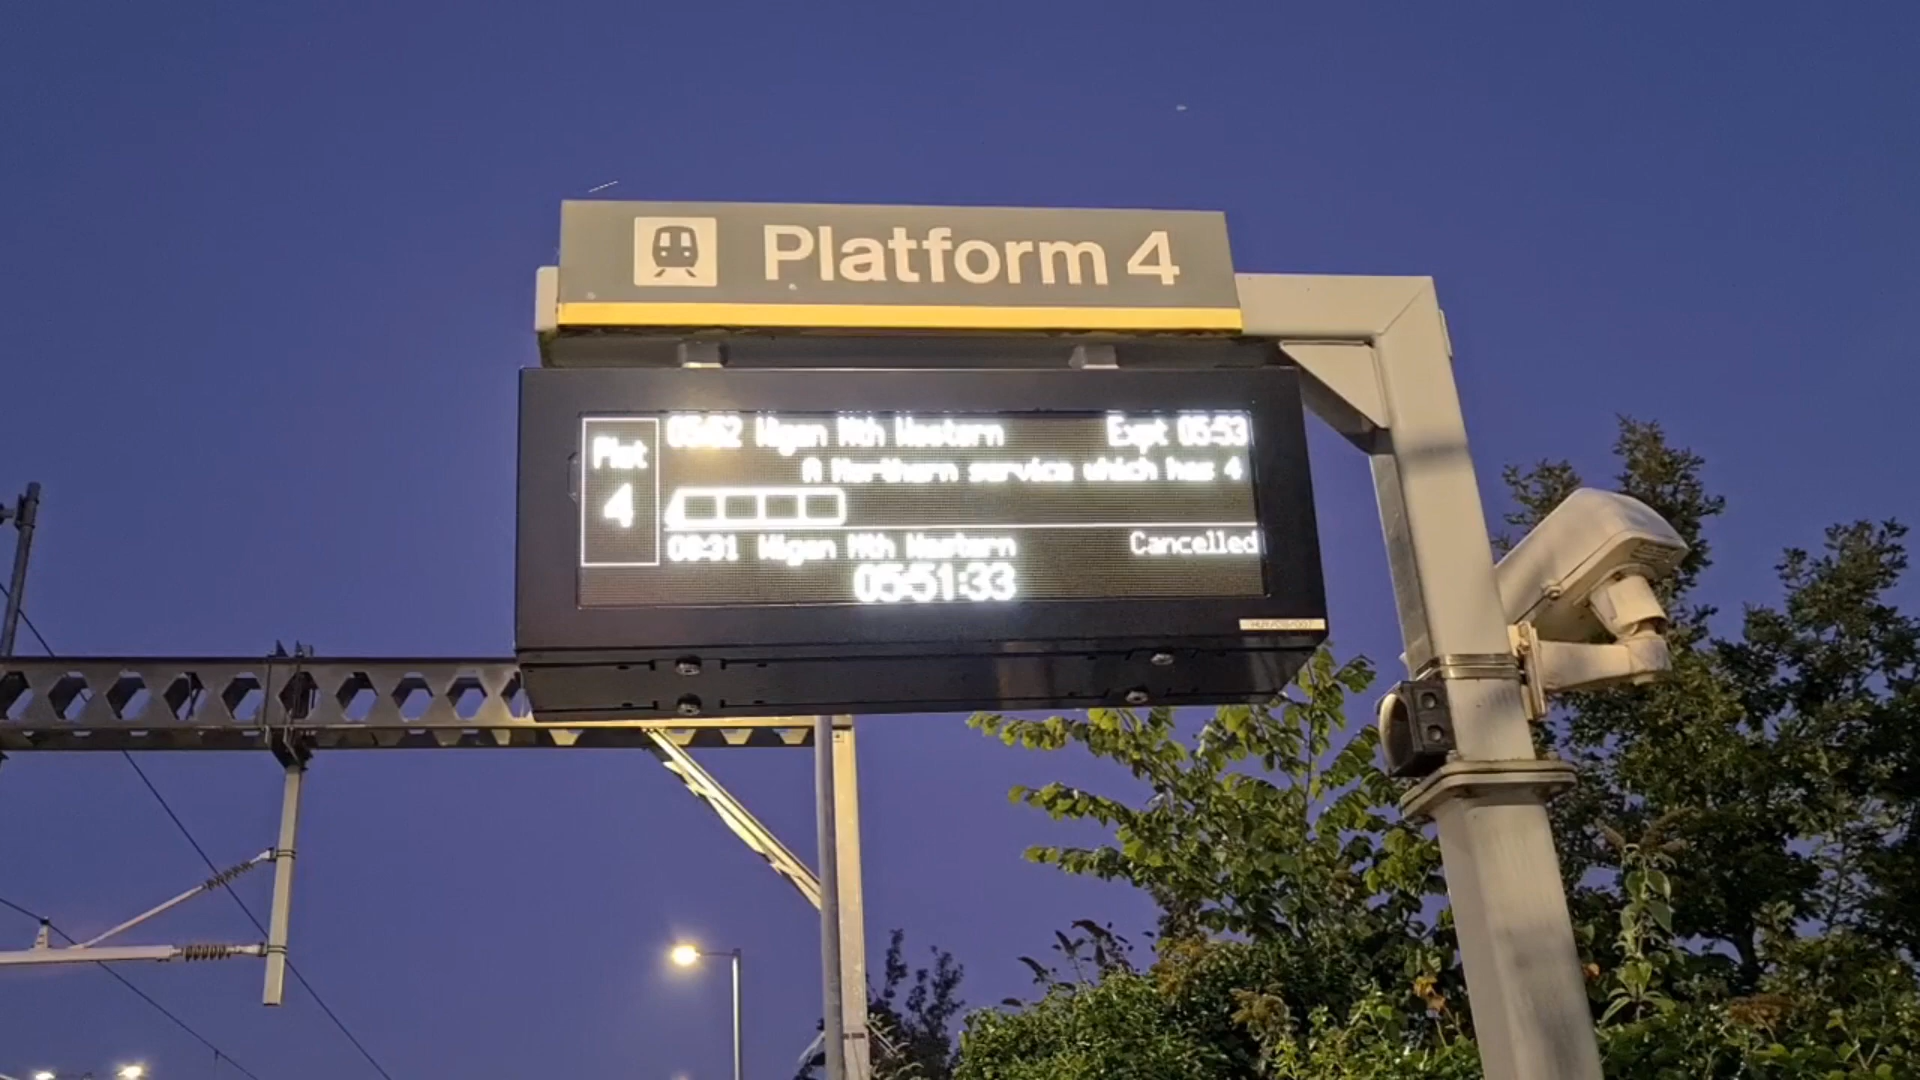 Platform 4
Plat
4
05:52 Wigan Nth Western Expt 05:53
A Northern service which has 4
06:31 Wigan Nth Western Cancelled
05:51:33